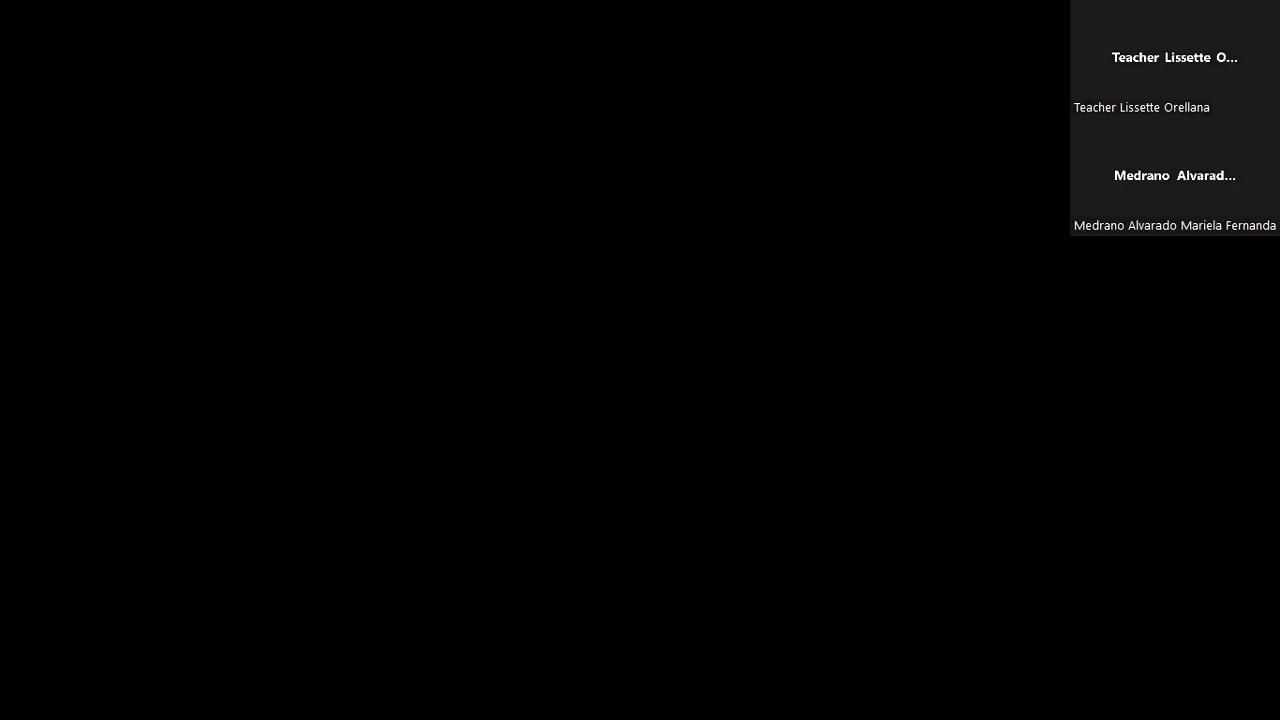 Teacher Lissette O...
Teacher Lissette Orellana
Medrano Alvarad...
Medrano Alvarado Mariela Fernanda